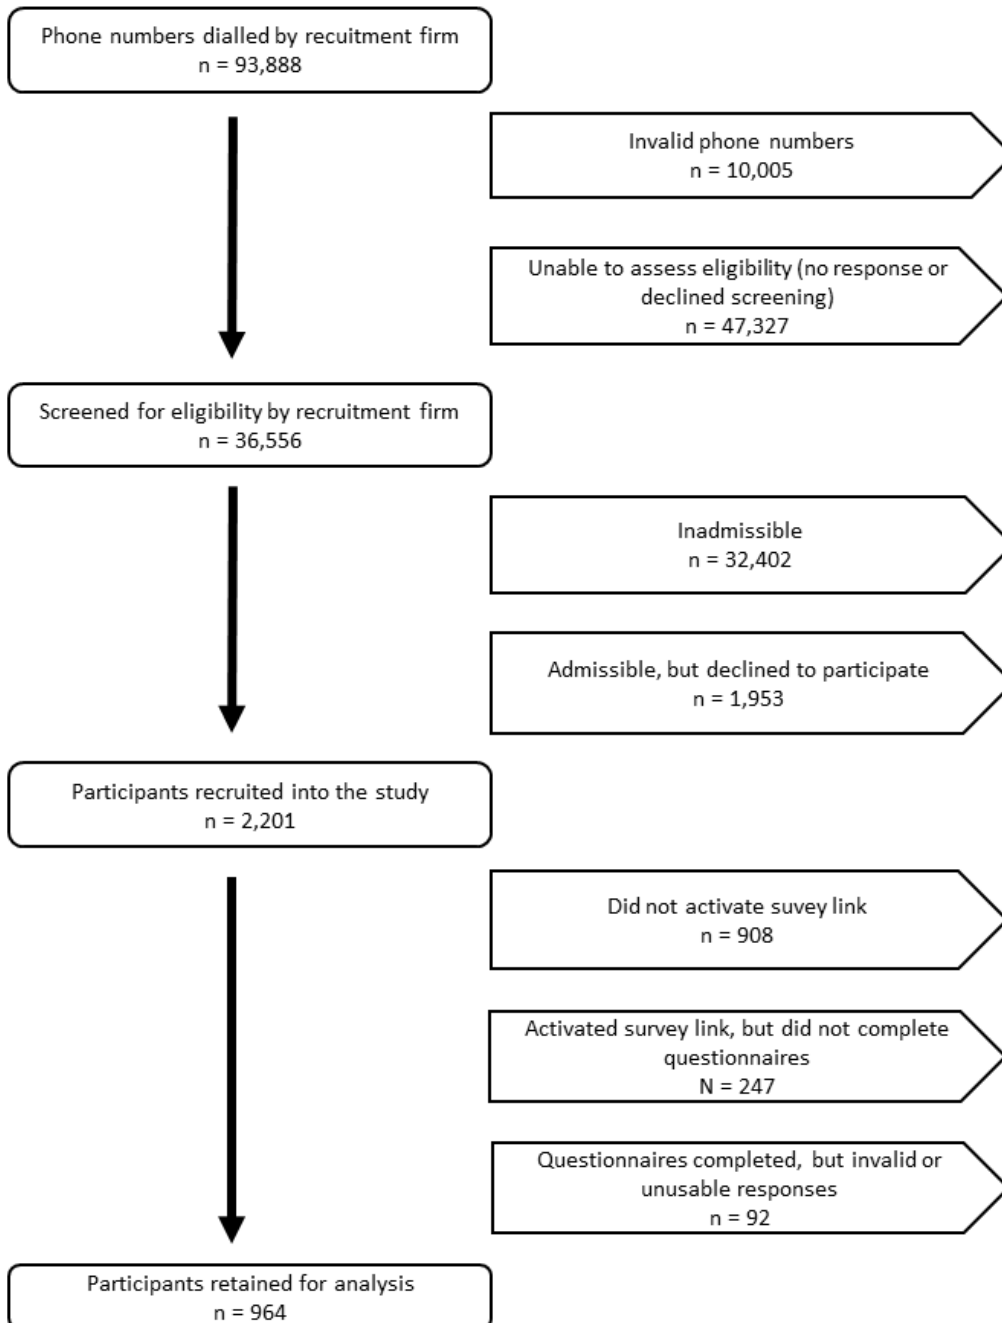 Phone numbers dialled by recuitment firm
n = 93,888
Invalid phone numbers
n = 10,005
Unable to assess eligibility (no response or
declined screening)
n = 47,327
Screened for eligibility by recruitment firm
n = 36,556
Inadmissible
n = 32,402
Admissible, but declined to participate
n = 1,953
Participants recruited into the study
n = 2,201
Did not activate suvey link
n = 908
Activated survey link, but did not complete
questionnaires
N = 247
Questionnaires completed, but invalid or
unusable responses
n = 92
Participants retained for analysis
n = 964